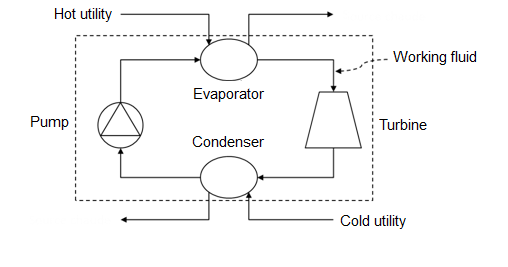 Hot utility
Working fluid
Evaporator
Pump
Turbine
Condenser
Cold utility